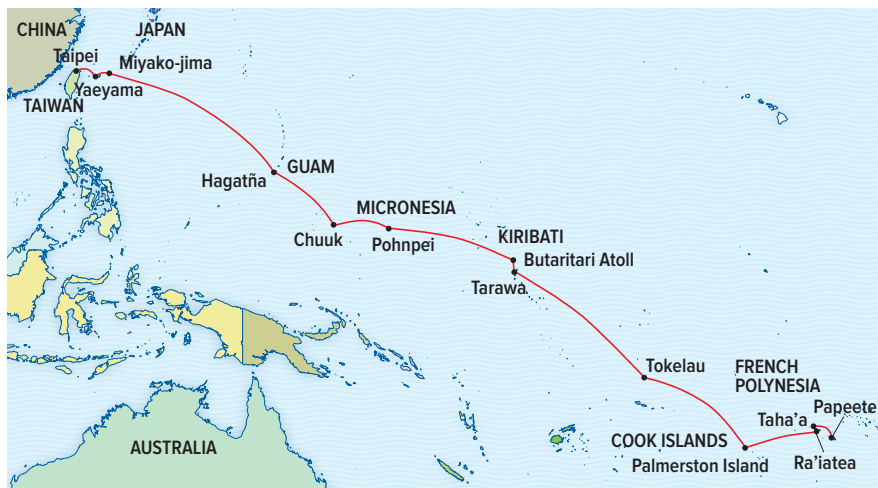 CHINA
JAPAN
Taipei
Miyako-jima
Yaeyama
TAIWAN
GUAM
Hagatña
MICRONESIA
Chuuk
Pohnpei
KIRIBATI
Butaritari Atoll
Tarawa
Tokelau
FRENCH
POLYNESIA
Taha’a
Papeete
COOK ISLANDS
Palmerston Island
Ra’iatea
AUSTRALIA